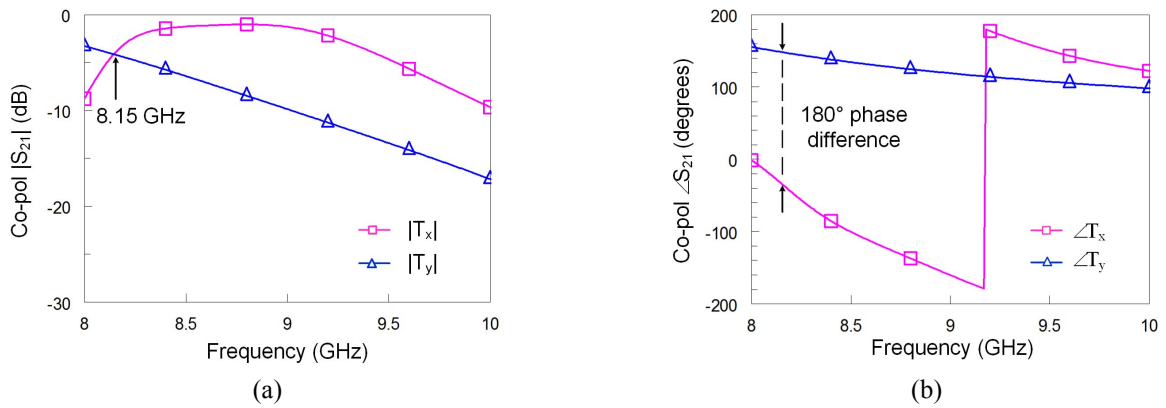 0
-10
-20
-30
Co-pol |S21| (dB)
8.15 GHz
|Tx|
|Ty|
8 8.5 9 9.5 10
Frequency (GHz)
(a)
200
100
0
-100
-200
Co-pol ∠S21 (degrees)
180° phase
difference
∠Tx
∠Ty
8 8.5 9 9.5 10
Frequency (GHz)
(b)